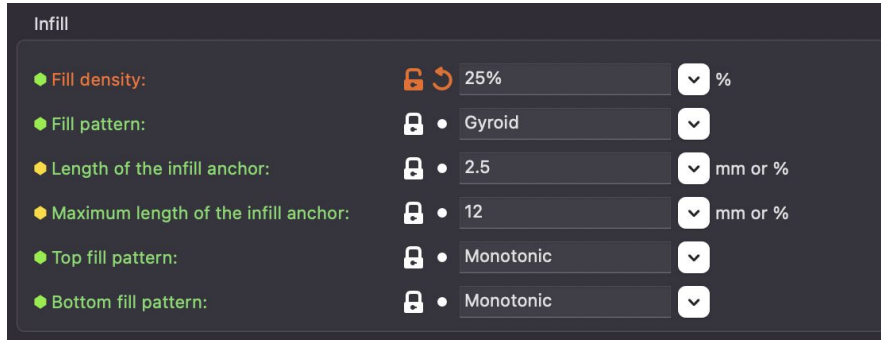 Infill
Fill density: 25% %
Fill pattern: Gyroid
Length of the infill anchor: 2.5 mm or %
Maximum length of the infill anchor: 12 mm or %
Top fill pattern: Monotonic
Bottom fill pattern: Monotonic